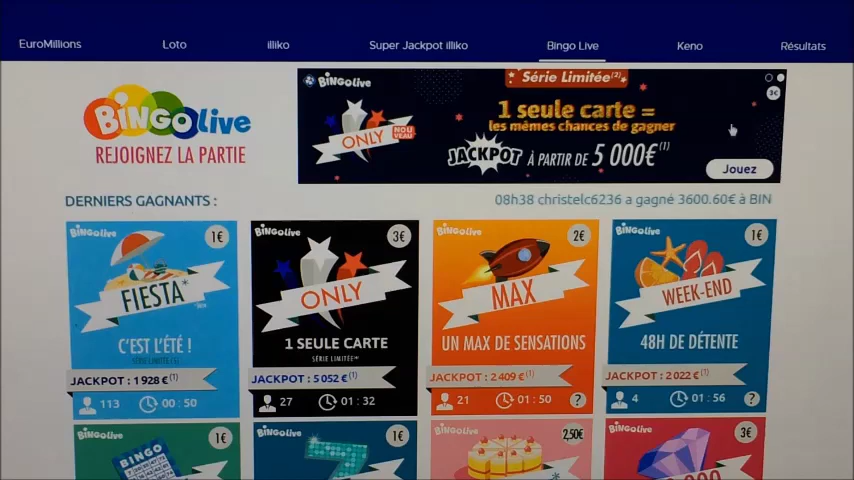 EuroMillions
Loto
illiko
Super Jackpot illiko
Bingo Live
Keno
Résultats
BiNGOlive
REJOIGNEZ LA PARTIE
BiNGOlive
ONLY
NOUVEAU
Série Limitée(2)
3€
1 seule carte =
les mêmes chances de gagner
JACKPOT À PARTIR DE 5 000€(1)
Jouez
DERNIERS GAGNANTS :
08h38 christelc6236 a gagné 3600.60€ à BIN
BiNGOlive
1€
FIESTA*
C'EST L'ÉTÉ !
JACKPOT : 1 928 €(1)
113
00 : 50
BiNGOlive
3€
ONLY
1 SEULE CARTE
SÉRIE LIMITÉE(2)
JACKPOT : 5 052 €(1)
27
01 : 32
BiNGOlive
2€
MAX
UN MAX DE SENSATIONS
JACKPOT : 2 409 €(1)
21
01 : 50
?
BiNGOlive
1€
WEEK-END
48H DE DÉTENTE
JACKPOT : 2 022 €(1)
4
01 : 56
?
BiNGOlive
1€
BINGO
BiNGOlive
1€
7
BiNGOlive
2,50€
BiNGOlive
3€